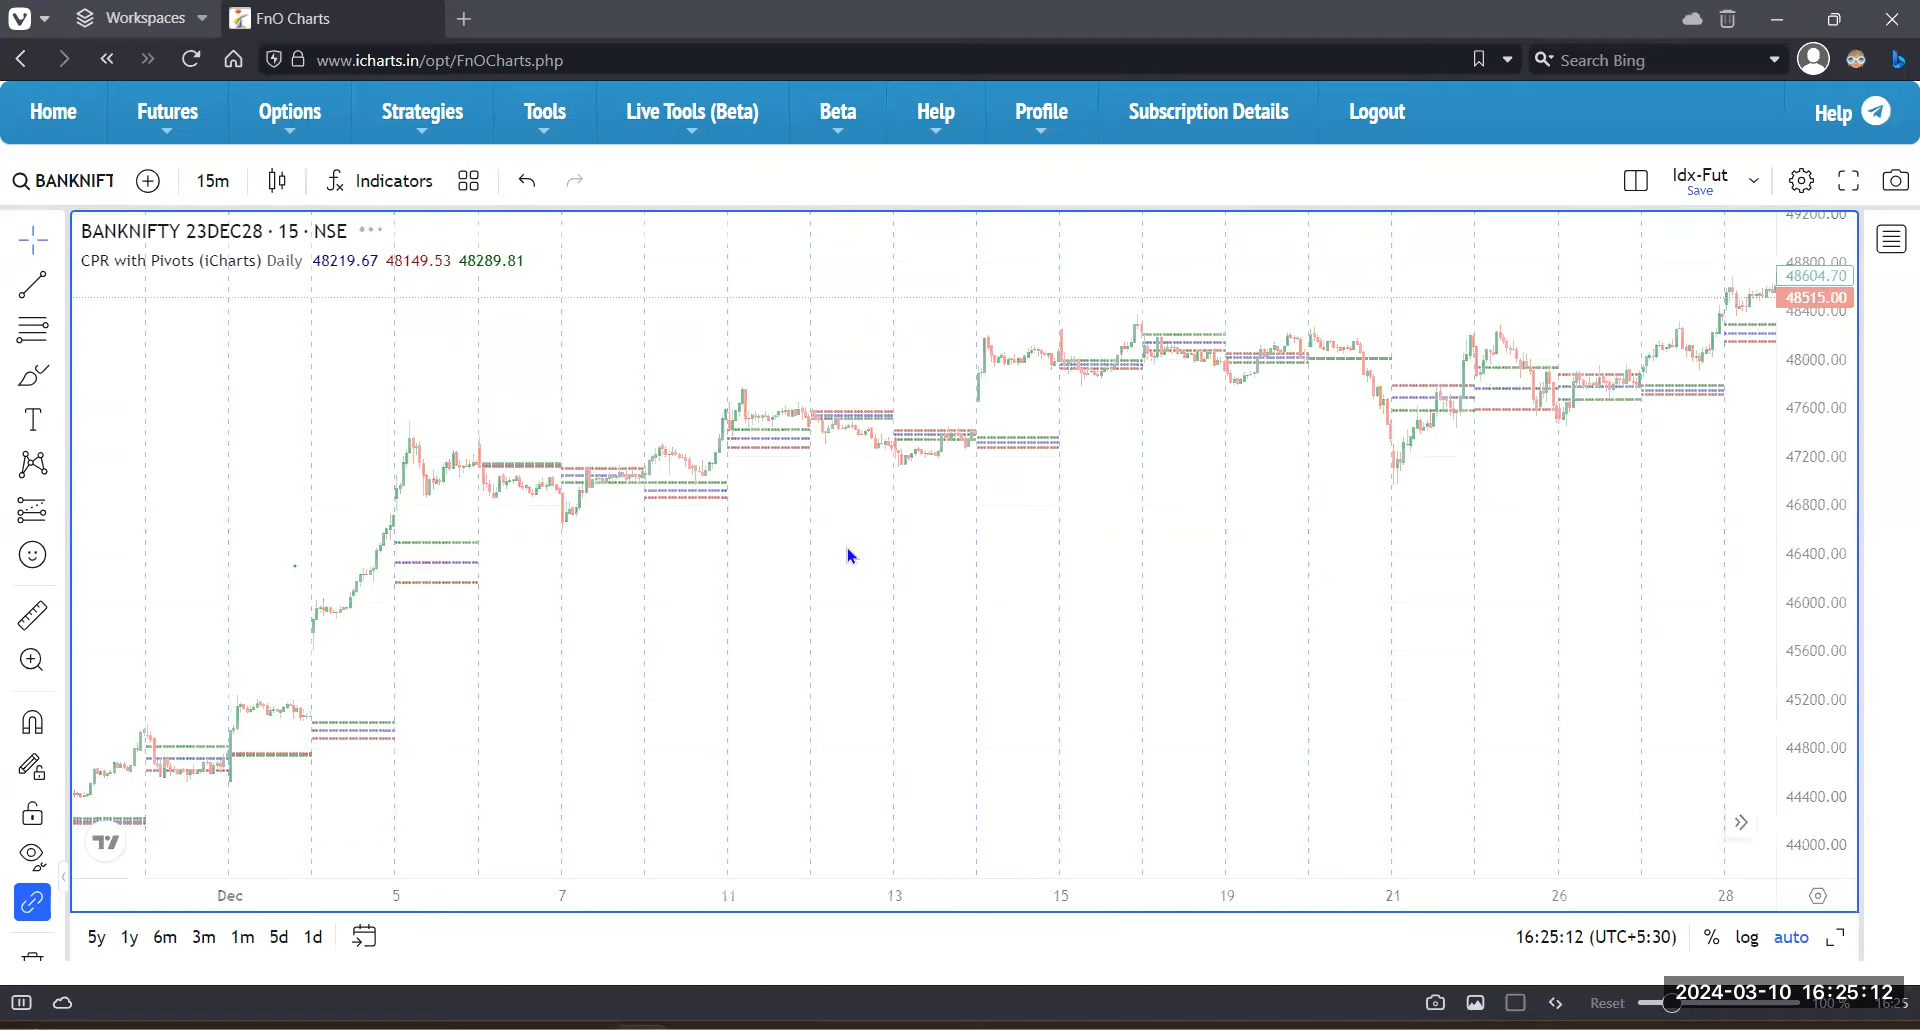 Workspaces
FnO Charts
www.icharts.in/opt/FnOCharts.php
Search Bing
Home Futures Options Strategies Tools Live Tools (Beta) Beta Help Profile Subscription Details Logout Help
BANKNIFT 15m Indicators Idx-Fut
Save
BANKNIFTY 23DEC28 · 15 · NSE
CPR with Pivots (iCharts) Daily 48219.67 48149.53 48289.81
49200.00
48800.00
48604.70
48515.00
48400.00
48000.00
47600.00
47200.00
46800.00
46400.00
46000.00
45600.00
45200.00
44800.00
44400.00
44000.00
Dec 5 7 11 13 15 19 21 26 28
5y 1y 6m 3m 1m 5d 1d
16:25:12 (UTC+5:30) % log auto
2024-03-10 16:25:12
Reset 100 % 16:25